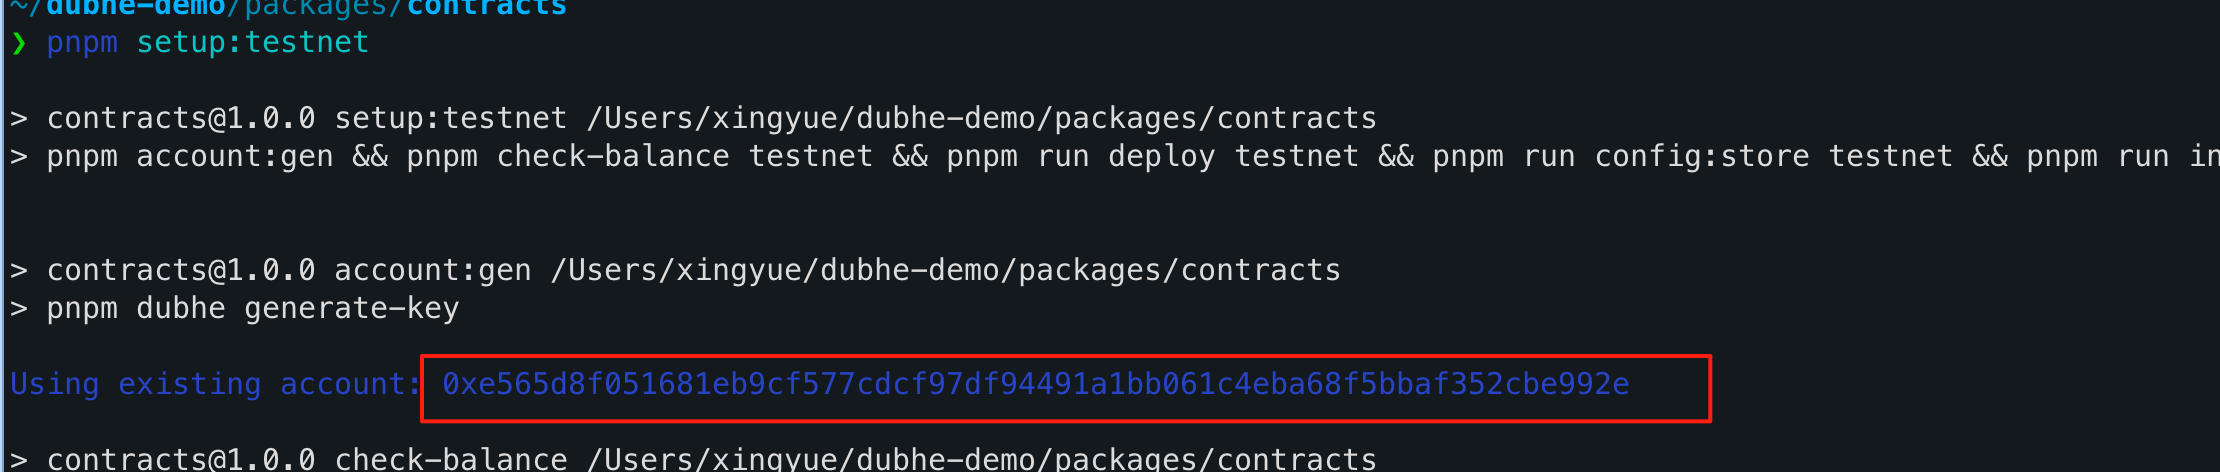 ~/dubhe-demo/packages/contracts
❯ pnpm setup:testnet
> contracts@1.0.0 setup:testnet /Users/xingyue/dubhe-demo/packages/contracts
> pnpm account:gen && pnpm check-balance testnet && pnpm run deploy testnet && pnpm run config:store testnet && pnpm run in
> contracts@1.0.0 account:gen /Users/xingyue/dubhe-demo/packages/contracts
> pnpm dubhe generate-key
Using existing account: 0xe565d8f051681eb9cf577cdcf97df94491a1bb061c4eba68f5bbaf352cbe992e
> contracts@1.0.0 check-balance /Users/xingyue/dubhe-demo/packages/contracts